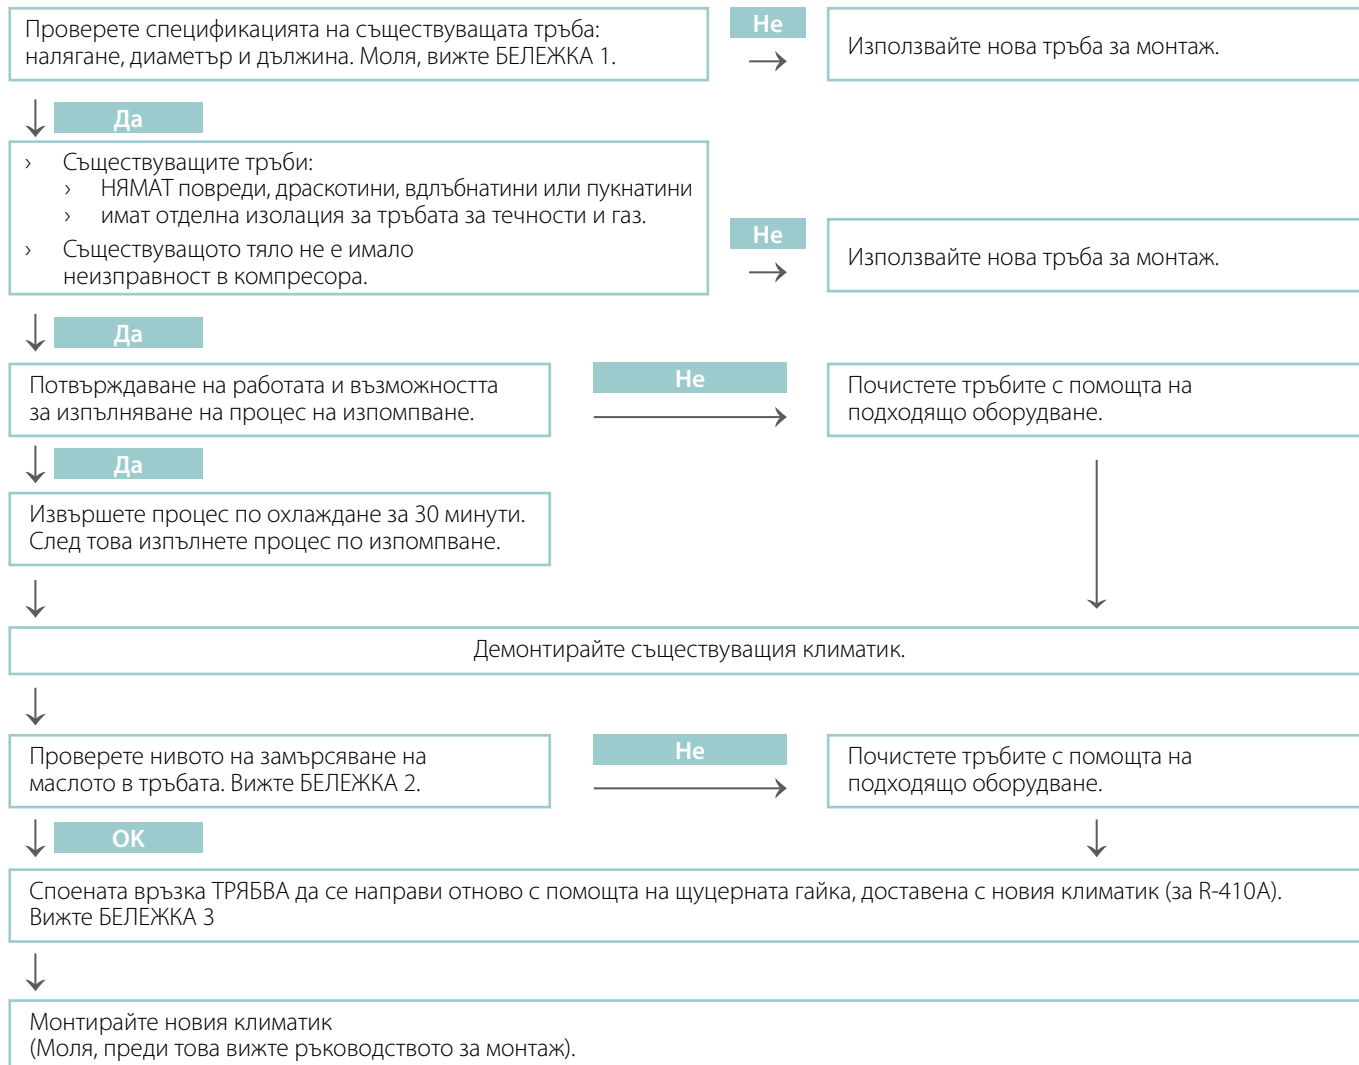 Проверете спецификацията на съществуващата тръба:
налягане, диаметър и дължина. Моля, вижте БЕЛЕЖКА 1.
Не
Използвайте нова тръба за монтаж.
Да
› Съществуващите тръби:
› НЯМАТ повреди, драскотини, вдлъбнатини или пукнатини
› имат отделна изолация за тръбата за течности и газ.
› Съществуващото тяло не е имало
неизправност в компресора.
Не
Използвайте нова тръба за монтаж.
Да
Потвърждаване на работата и възможността
за изпълняване на процес на изпомпване.
Не
Почистете тръбите с помощта на
подходящо оборудване.
Да
Извършете процес по охлаждане за 30 минути.
След това изпълнете процес по изпомпване.
Демонтирайте съществуващия климатик.
Проверете нивото на замърсяване на
маслото в тръбата. Вижте БЕЛЕЖКА 2.
Не
Почистете тръбите с помощта на
подходящо оборудване.
OK
Споената връзка ТРЯБВА да се направи отново с помощта на щуцерната гайка, доставена с новия климатик (за R-410A).
Вижте БЕЛЕЖКА 3
Монтирайте новия климатик
(Моля, преди това вижте ръководството за монтаж).